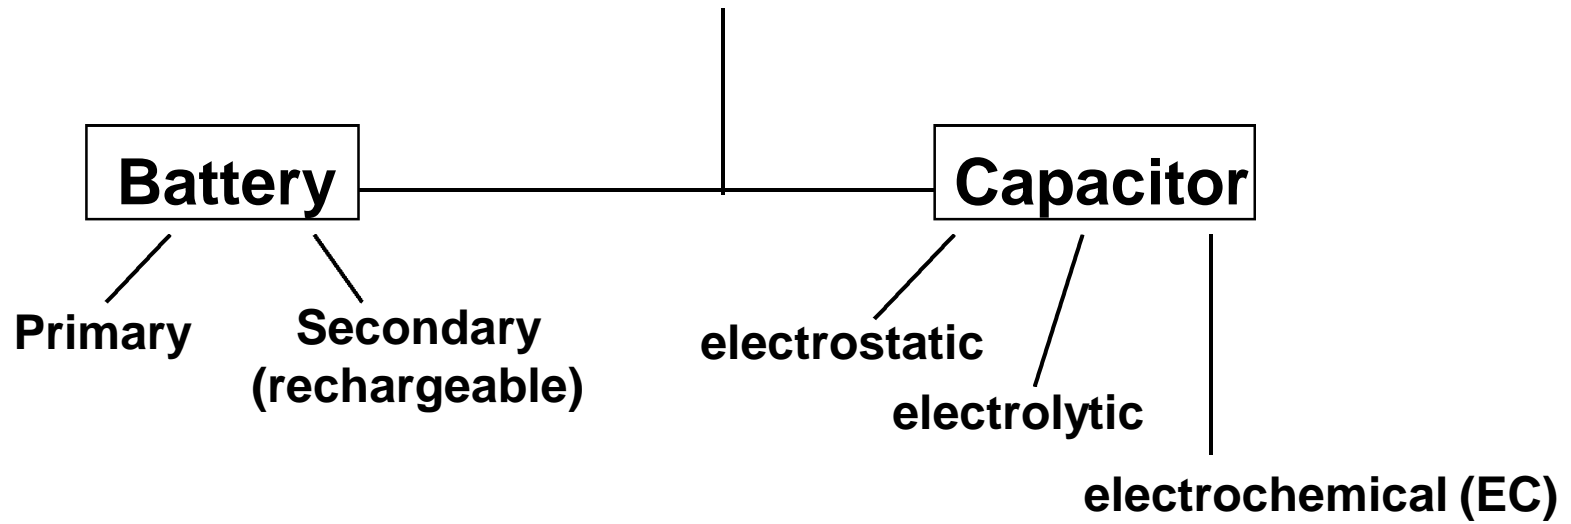 Battery
Capacitor
Primary
Secondary
(rechargeable)
electrostatic
electrolytic
electrochemical (EC)